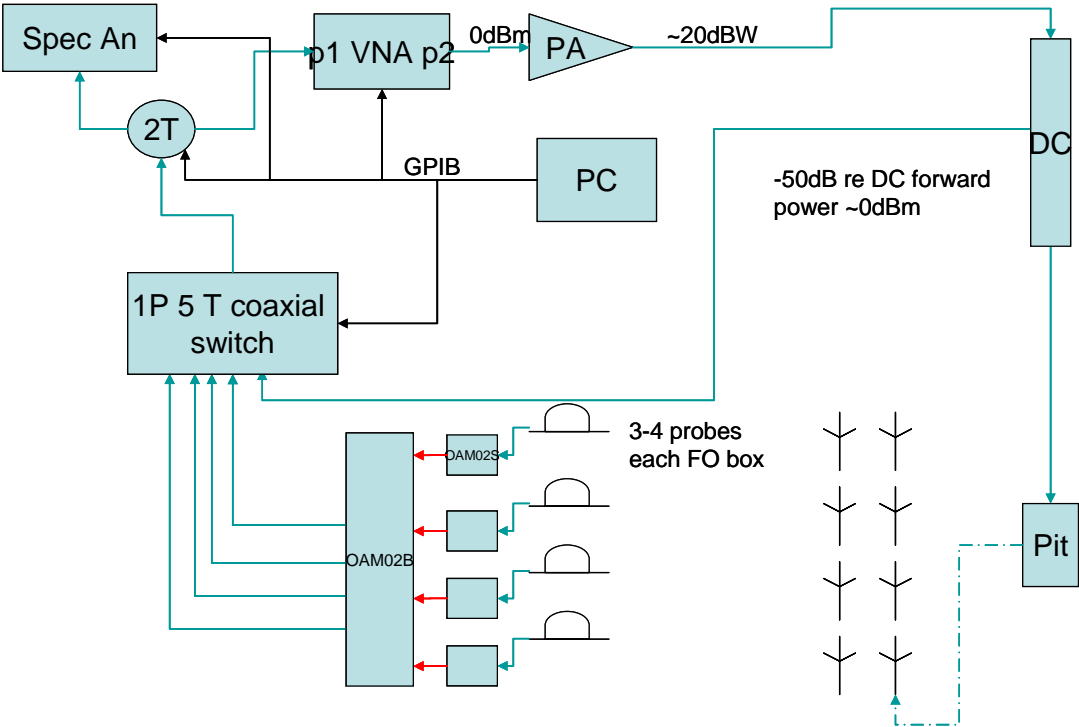 Spec An
p1 VNA p2
0dBm
PA
~20dBW
2T
GPIB
PC
DC
-50dB re DC forward
power ~0dBm
1P 5 T coaxial
switch
3-4 probes
each FO box
OAM02S
OAM02B
Pit